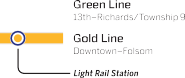 Green Line
13th–Richards/Township 9
Gold Line
Downtown–Folsom
Light Rail Station